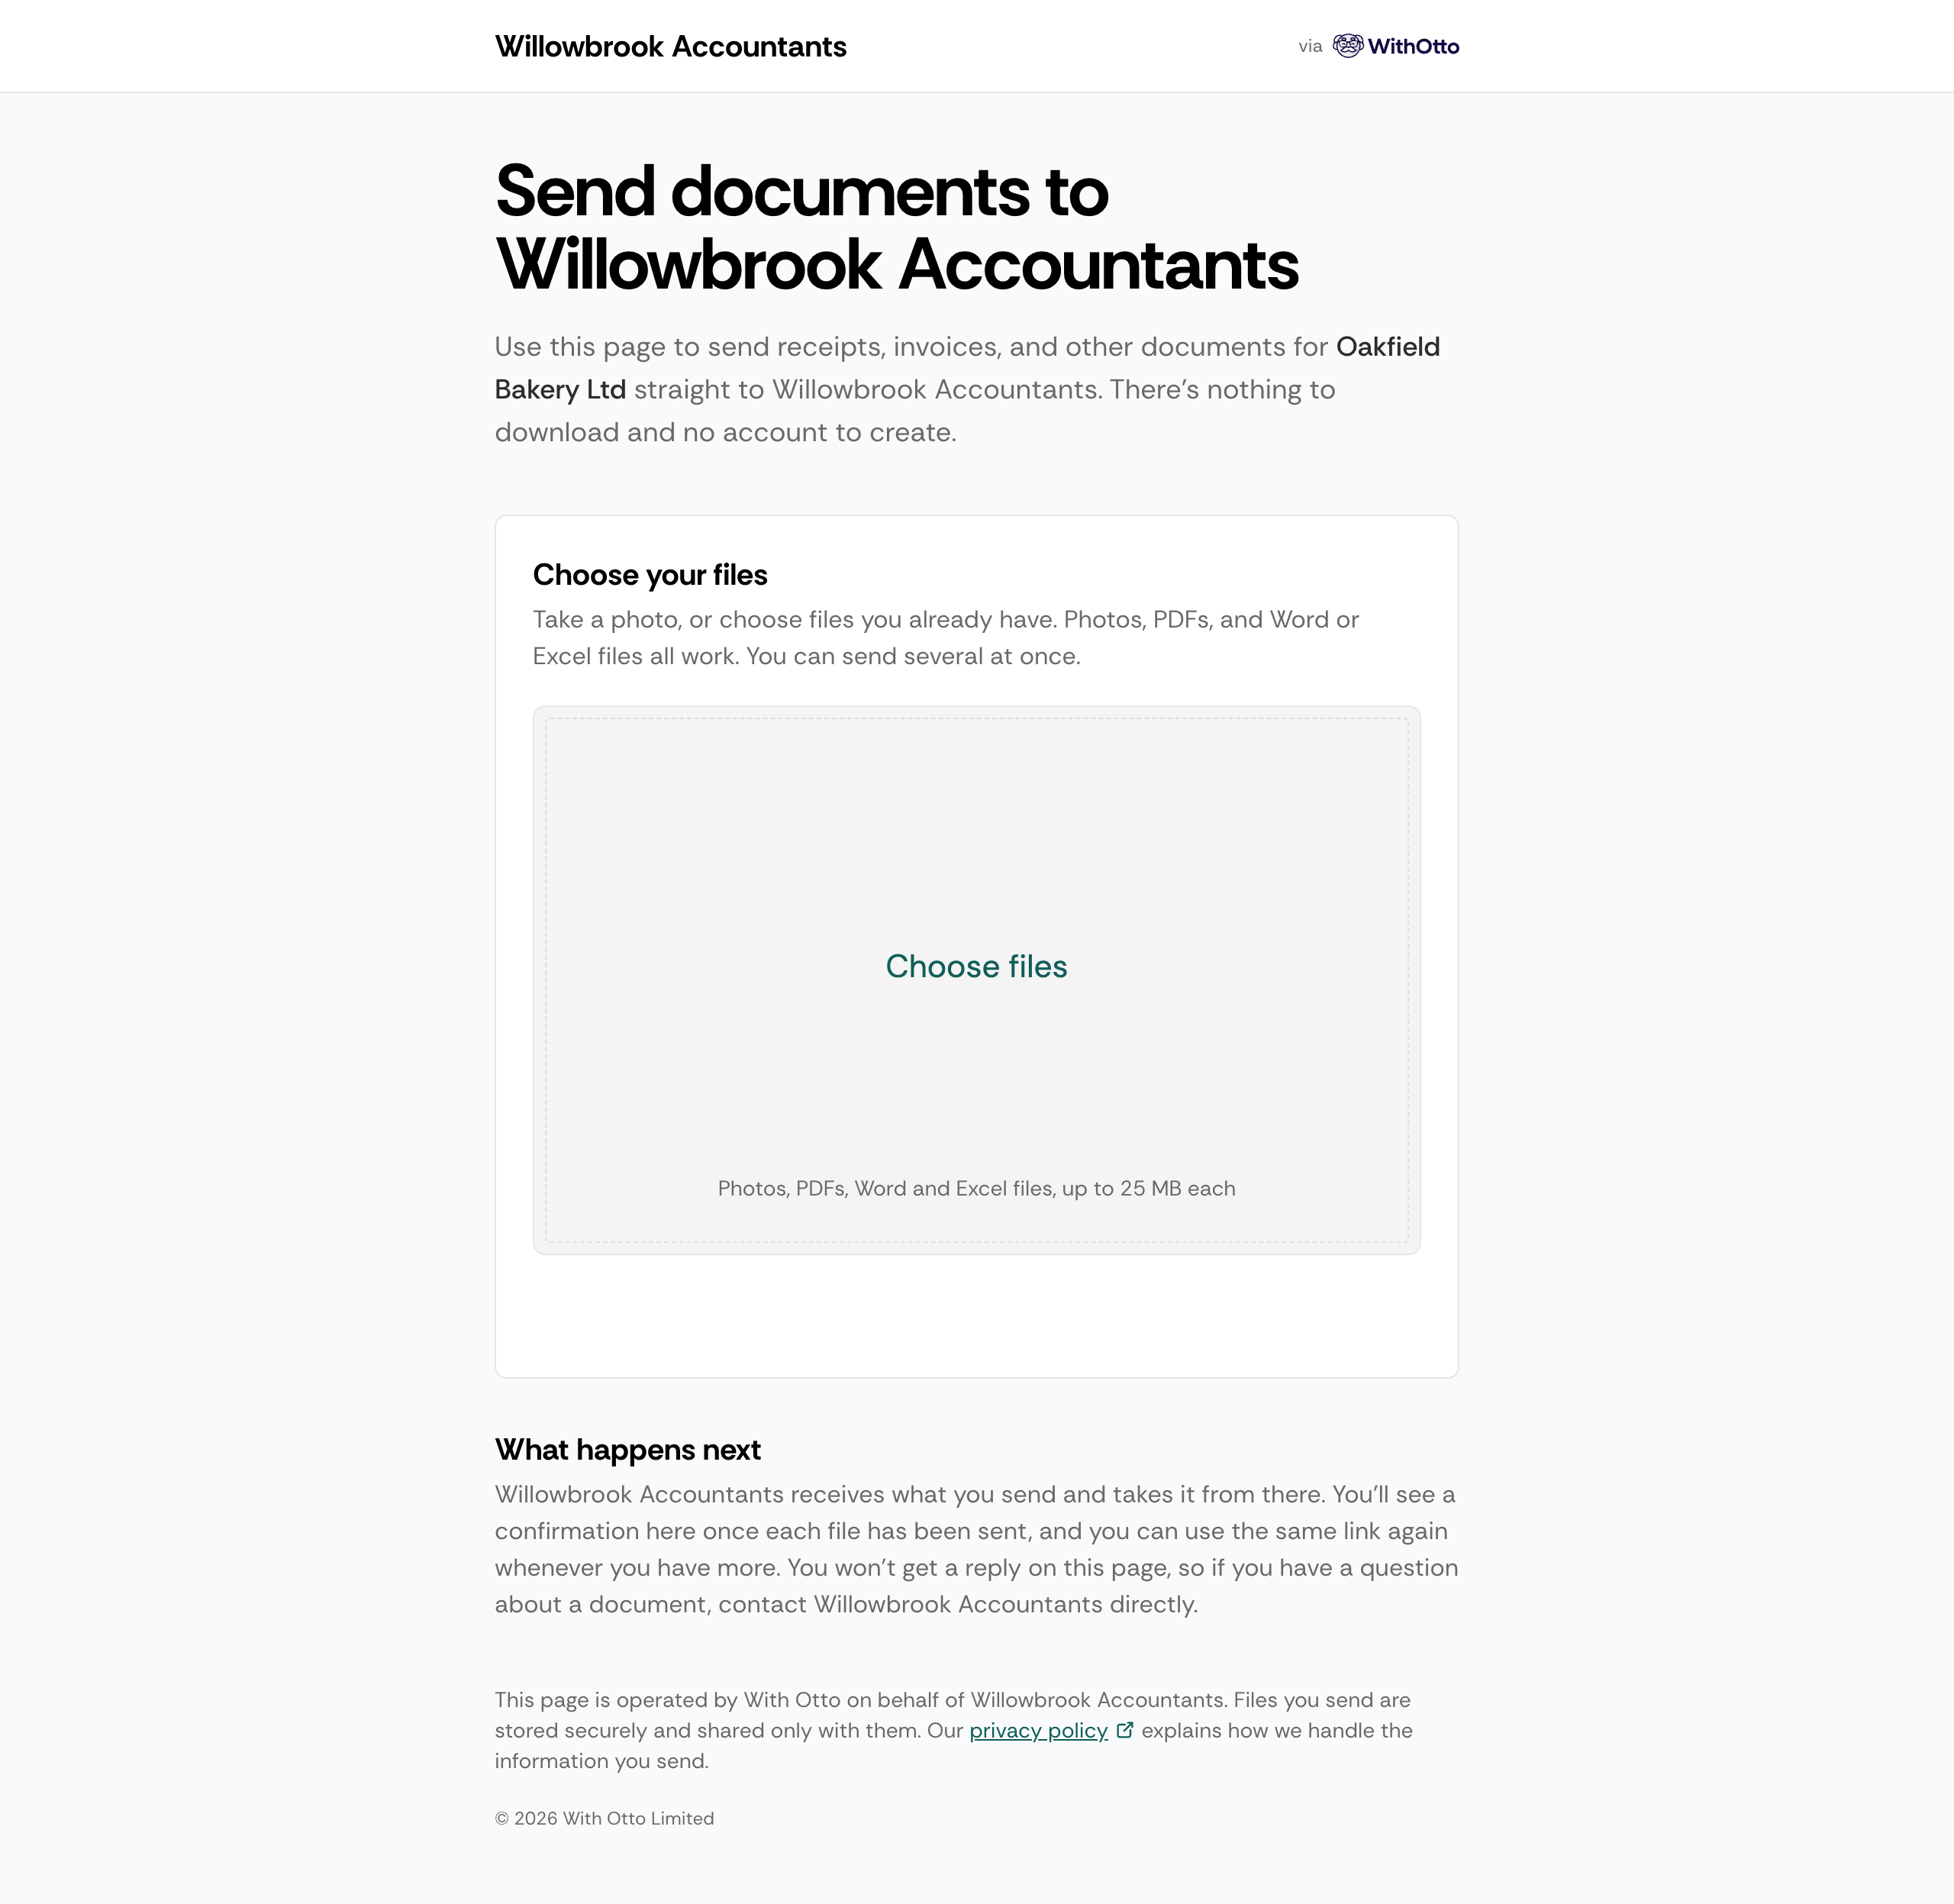 Willowbrook Accountants
via WithOtto
Send documents to
Willowbrook Accountants
Use this page to send receipts, invoices, and other documents for Oakfield
Bakery Ltd straight to Willowbrook Accountants. There’s nothing to
download and no account to create.
Choose your files
Take a photo, or choose files you already have. Photos, PDFs, and Word or
Excel files all work. You can send several at once.
Choose files
Photos, PDFs, Word and Excel files, up to 25 MB each
What happens next
Willowbrook Accountants receives what you send and takes it from there. You’ll see a
confirmation here once each file has been sent, and you can use the same link again
whenever you have more. You won’t get a reply on this page, so if you have a question
about a document, contact Willowbrook Accountants directly.
This page is operated by With Otto on behalf of Willowbrook Accountants. Files you send are
stored securely and shared only with them. Our privacy policy explains how we handle the
information you send.
© 2026 With Otto Limited